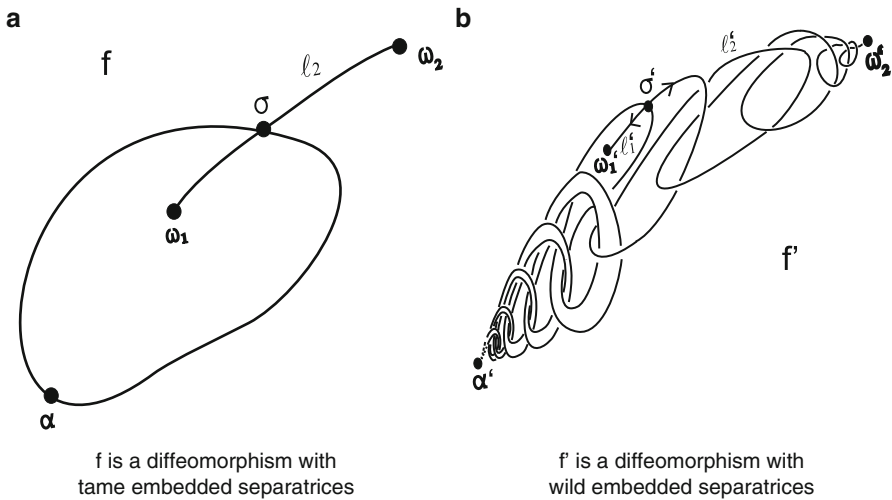 a
f
ℓ2
ω2
σ
ω1
α
f is a diffeomorphism with
tame embedded separatrices
b
ℓ'2
ω'2
σ'
ω'1
ℓ'1
f'
α'
f' is a diffeomorphism with
wild embedded separatrices